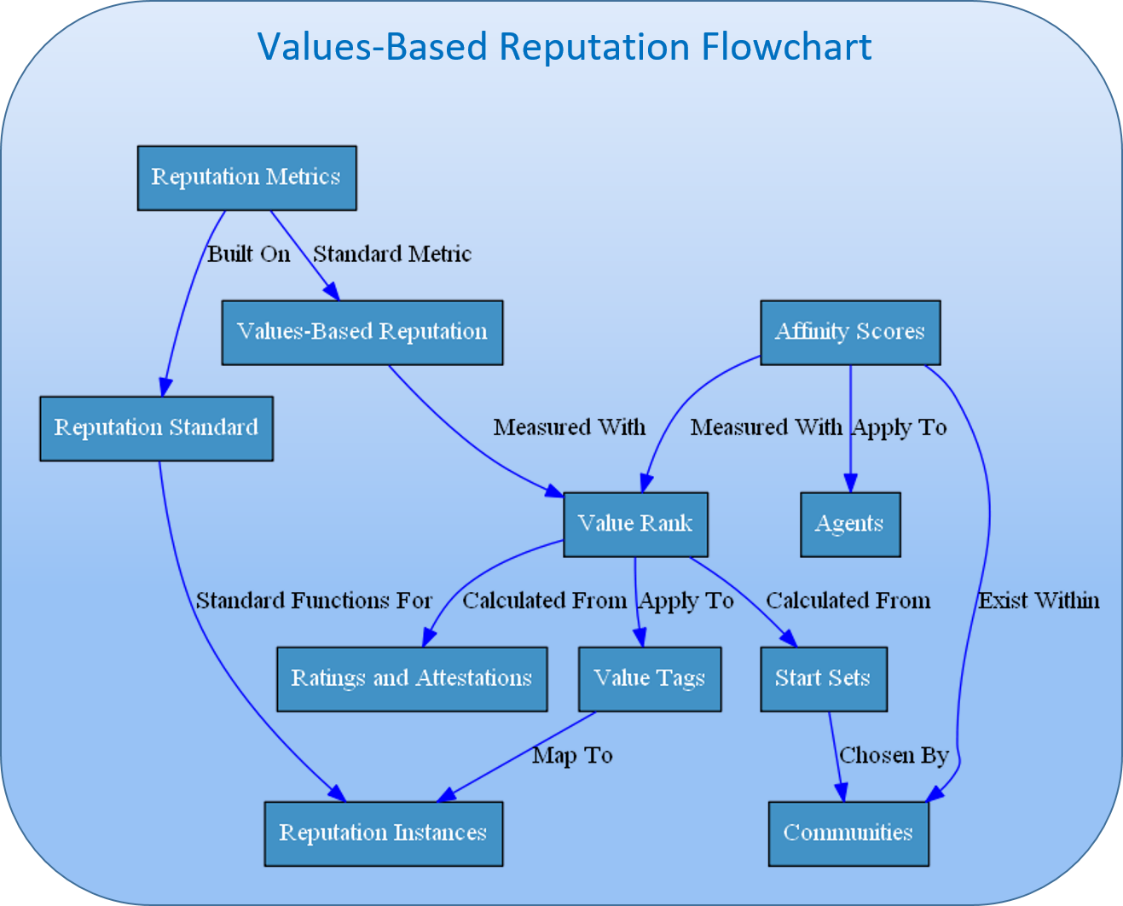 Values-Based Reputation Flowchart
Reputation Metrics
Built On
Standard Metric
Values-Based Reputation
Affinity Scores
Reputation Standard
Measured With
Measured With
Apply To
Value Rank
Agents
Standard Functions For
Calculated From
Apply To
Calculated From
Exist Within
Ratings and Attestations
Value Tags
Start Sets
Map To
Chosen By
Reputation Instances
Communities